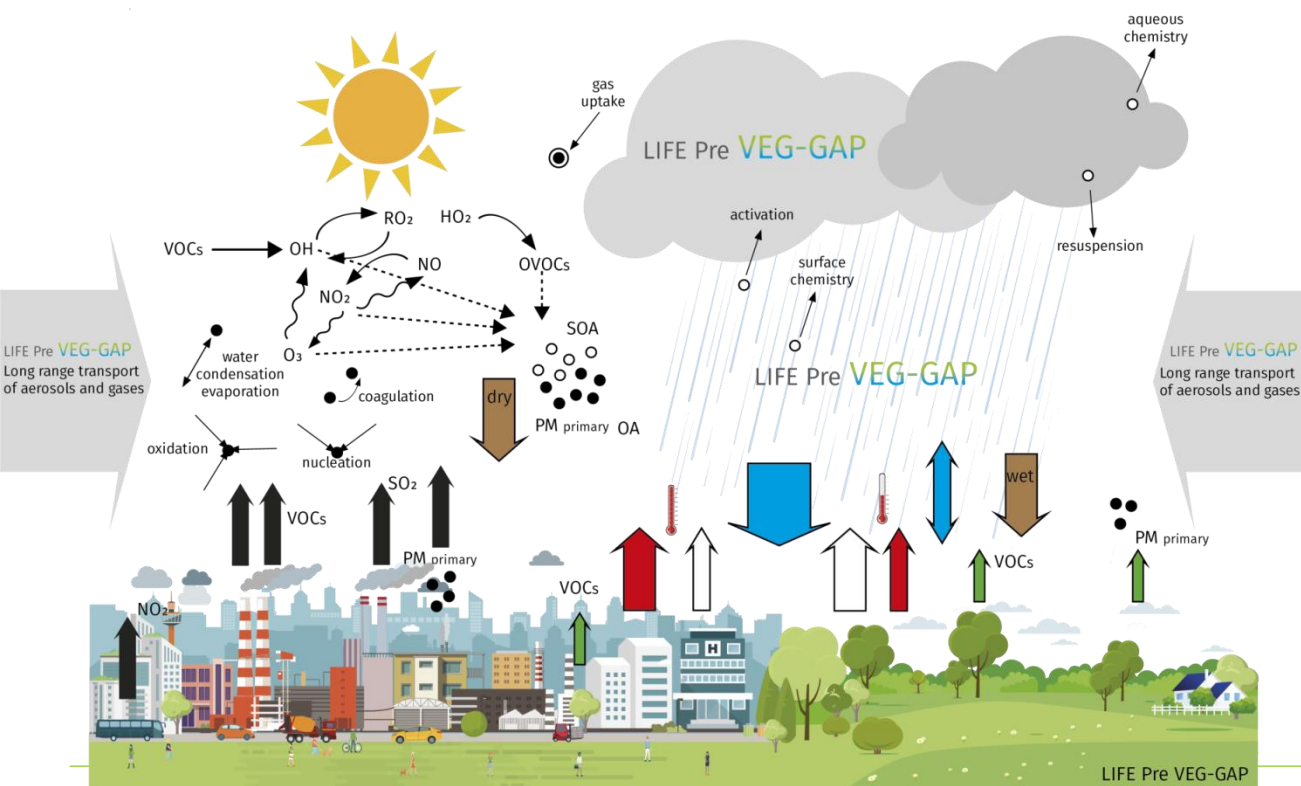 aqueous
chemistry
gas
uptake
LIFE Pre VEG-GAP
activation
resuspension
surface
chemistry
RO₂
HO₂
VOCs
OH
NO
OVOCs
NO₂
SOA
O₃
LIFE Pre VEG-GAP
Long range transport
of aerosols and gases
water
condensation
evaporation
coagulation
dry
PM primary OA
oxidation
nucleation
LIFE Pre VEG-GAP
LIFE Pre VEG-GAP
Long range transport
of aerosols and gases
SO₂
VOCs
wet
PM primary
PM primary
VOCs
VOCs
NO₂
H
LIFE Pre VEG-GAP